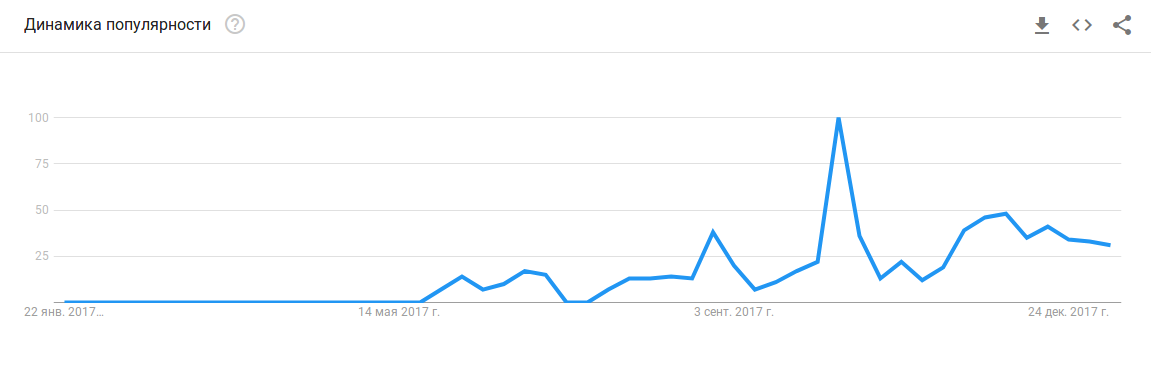 Динамика популярности ?
100
75
50
25
22 янв. 2017… 14 мая 2017 г. 3 сент. 2017 г. 24 дек. 2017 г.